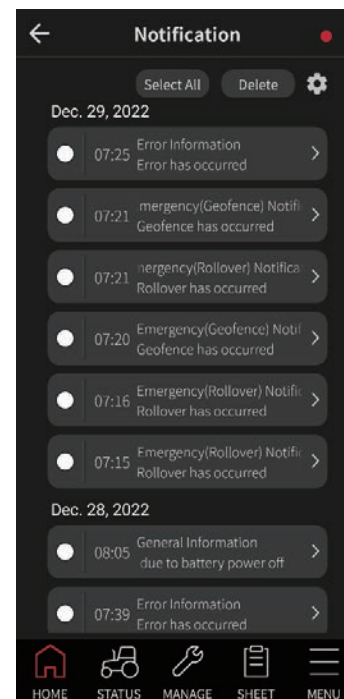 Notification
Select All Delete
Dec. 29, 2022
07:25 Error Information
Error has occurred
07:21 mergency(Geofence) Notifi
Geofence has occurred
07:21 nergency(Rollover) Notifica
Rollover has occurred
07:20 Emergency(Geofence) Notif
Geofence has occurred
07:16 Emergency(Rollover) Notific
Rollover has occurred
07:15 Emergency(Rollover) Notific
Rollover has occurred
Dec. 28, 2022
08:05 General Information
due to battery power off
07:39 Error Information
Error has occurred
HOME STATUS MANAGE SHEET MENU